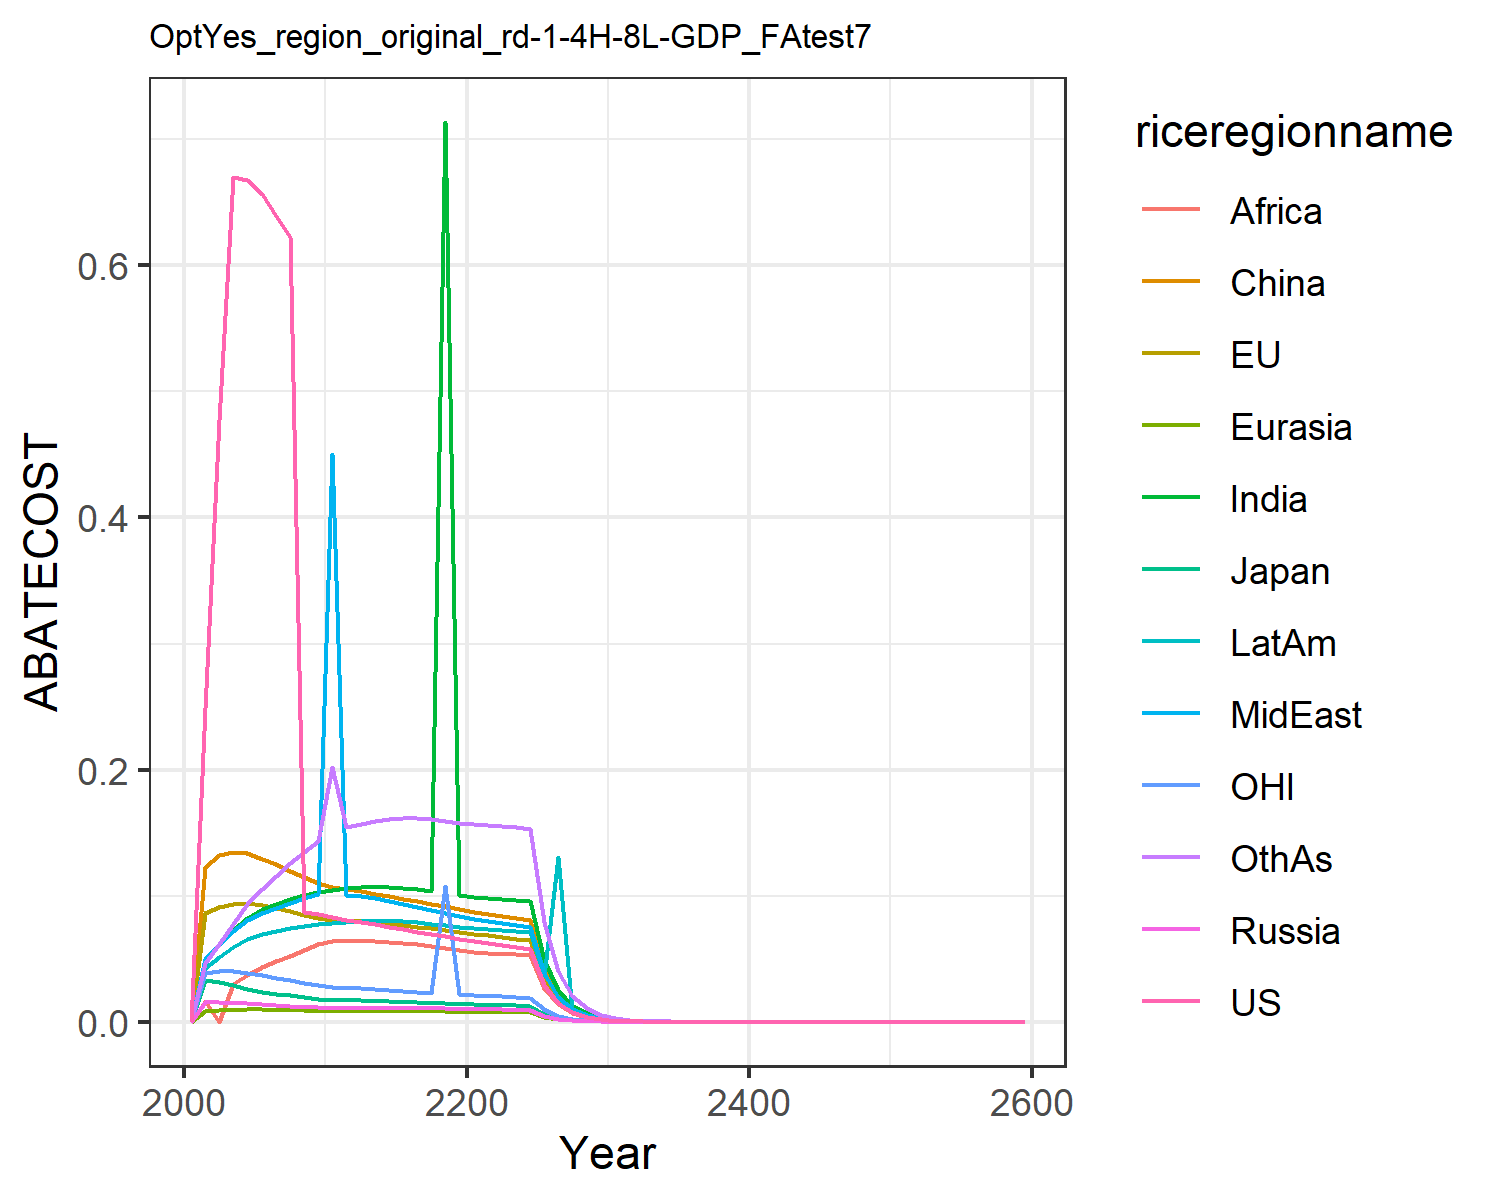 OptYes_region_original_rd-1-4H-8L-GDP_FAtest7
ABATECOST
0.6
0.4
0.2
0.0
2000
2200
2400
2600
Year
riceregionname
Africa
China
EU
Eurasia
India
Japan
LatAm
MidEast
OHI
OthAs
Russia
US